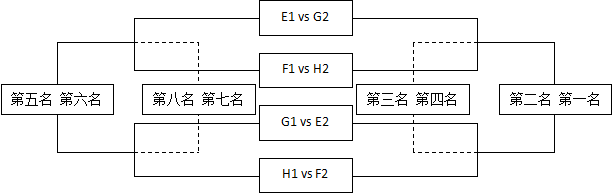 E1 vs G2
F1 vs H2
第五名 第六名
第八名 第七名
第三名 第四名
第二名 第一名
G1 vs E2
H1 vs F2